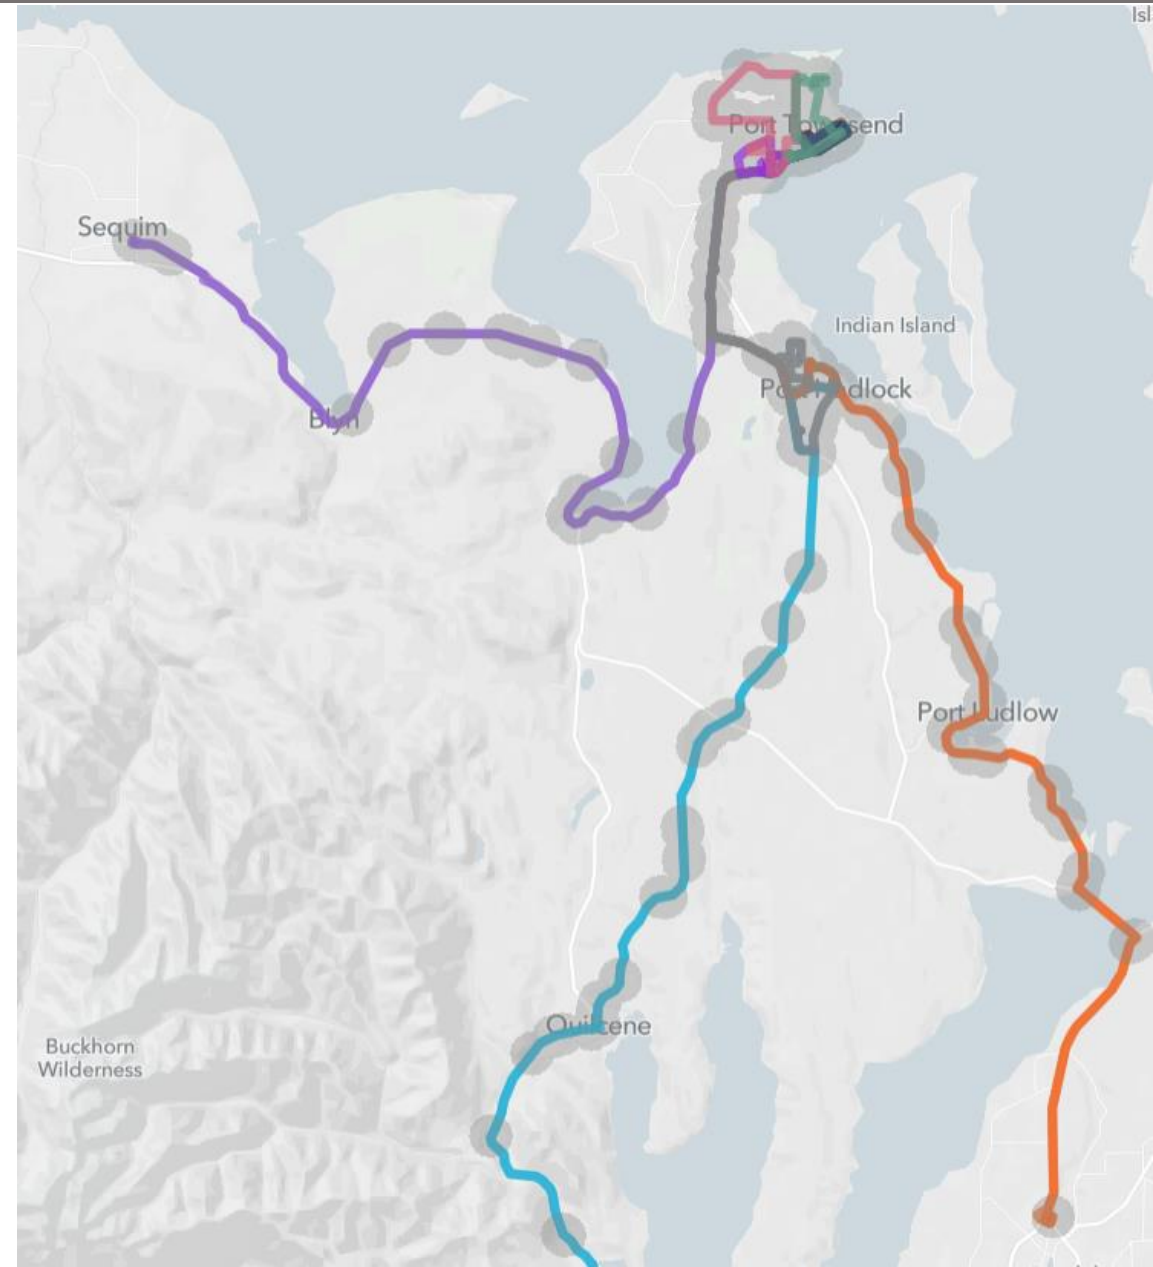 Isl
Port Townsend
Sequim
Indian Island
Port Hadlock
Blyn
Port Ludlow
Quilcene
Buckhorn
Wilderness